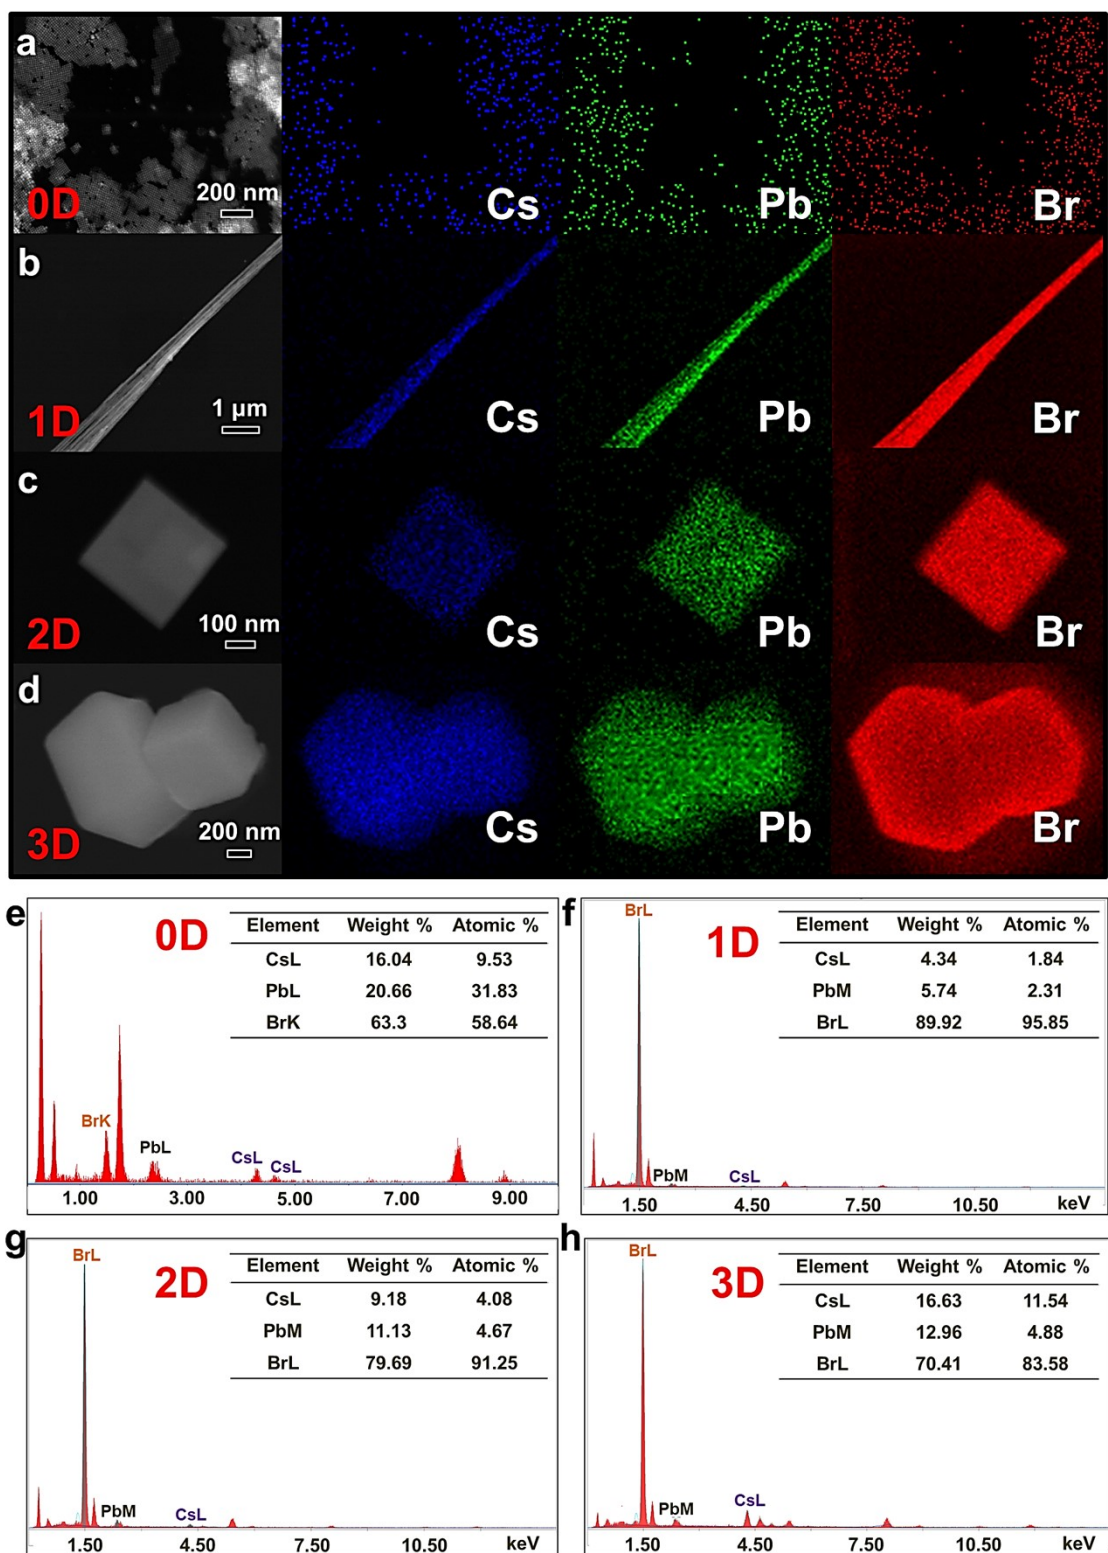 a
0D
200 nm
Cs
Pb
Br
b
1D
1 µm
Cs
Pb
Br
c
2D
100 nm
Cs
Pb
Br
d
3D
200 nm
Cs
Pb
Br
e
0D
Element Weight % Atomic %
CsL 16.04 9.53
PbL 20.66 31.83
BrK 63.3 58.64
BrK
PbL
CsL
CsL
1.00 3.00 5.00 7.00 9.00
f
BrL
1D
Element Weight % Atomic %
CsL 4.34 1.84
PbM 5.74 2.31
BrL 89.92 95.85
PbM
CsL
1.50 4.50 7.50 10.50 keV
g
BrL
2D
Element Weight % Atomic %
CsL 9.18 4.08
PbM 11.13 4.67
BrL 79.69 91.25
PbM
CsL
1.50 4.50 7.50 10.50 keV
h
BrL
3D
Element Weight % Atomic %
CsL 16.63 11.54
PbM 12.96 4.88
BrL 70.41 83.58
PbM
CsL
1.50 4.50 7.50 10.50 keV